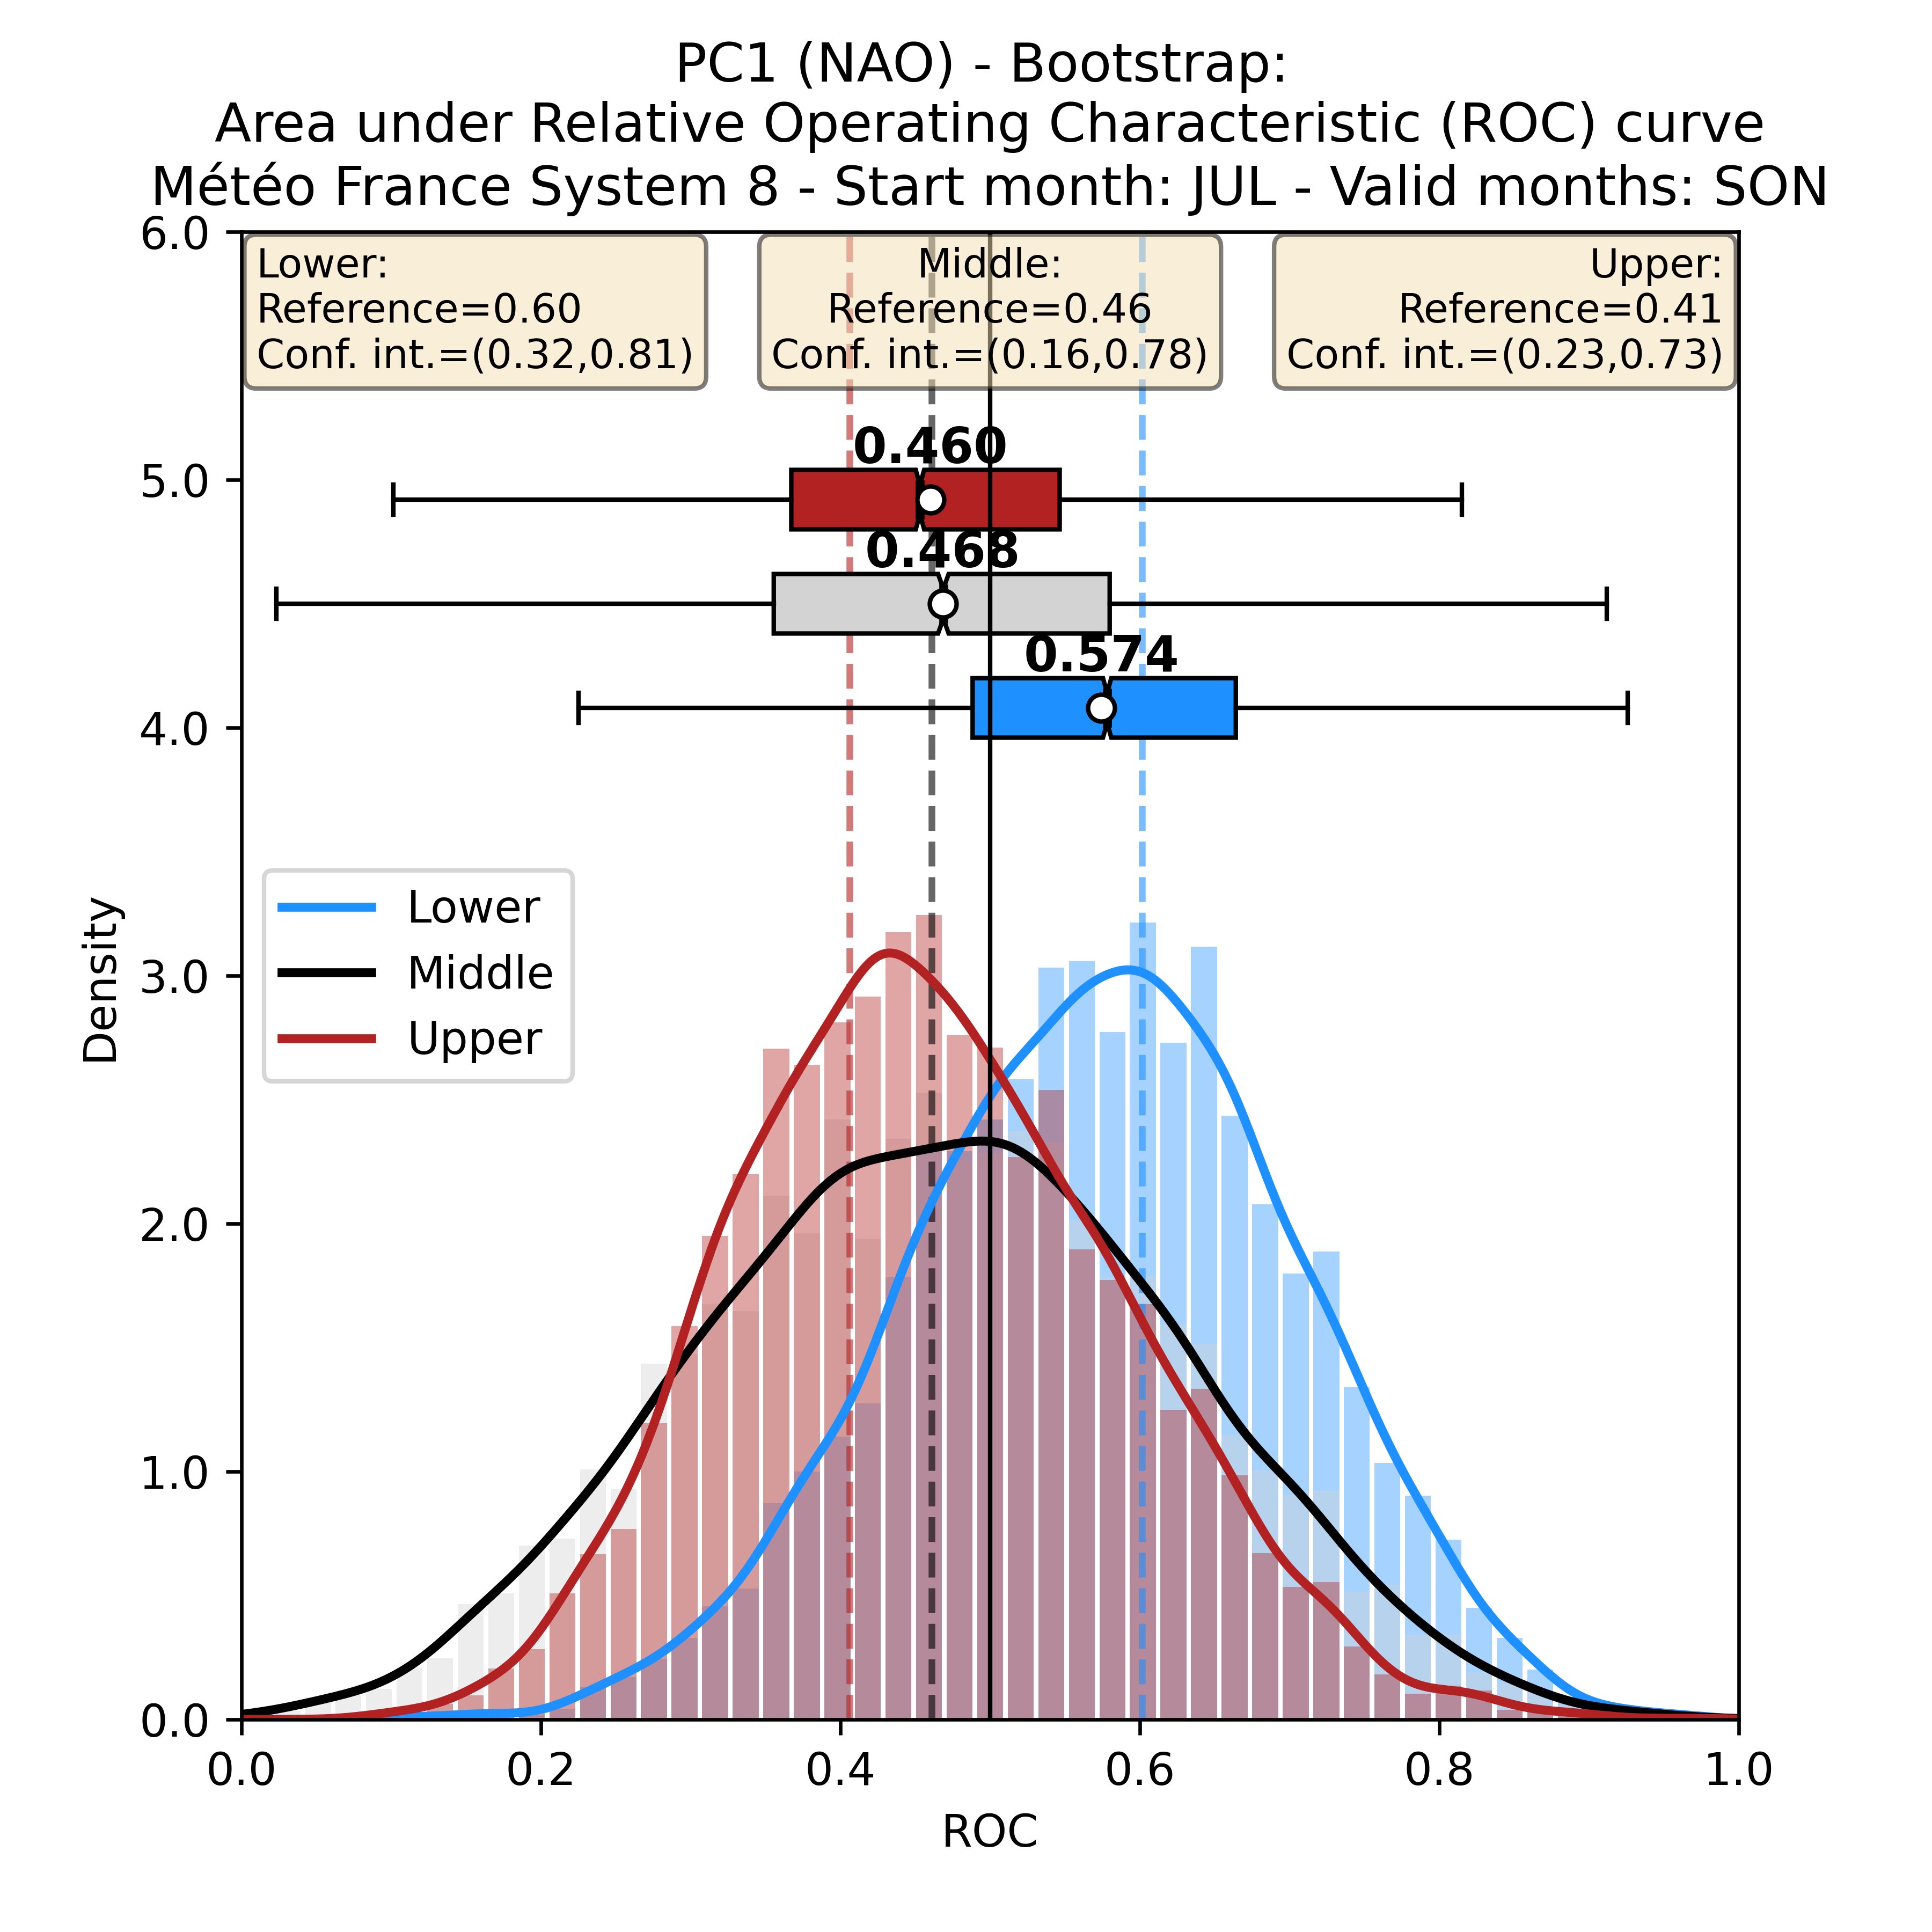 PC1 (NAO) - Bootstrap:
Area under Relative Operating Characteristic (ROC) curve
Météo France System 8 - Start month: JUL - Valid months: SON
Lower:
Reference=0.60
Conf. int.=(0.32,0.81)
Middle:
Reference=0.46
Conf. int.=(0.16,0.78)
Upper:
Reference=0.41
Conf. int.=(0.23,0.73)
0.460
0.468
0.574
Lower
Middle
Upper
Density
6.0
5.0
4.0
3.0
2.0
1.0
0.0
0.0 0.2 0.4 0.6 0.8 1.0
ROC